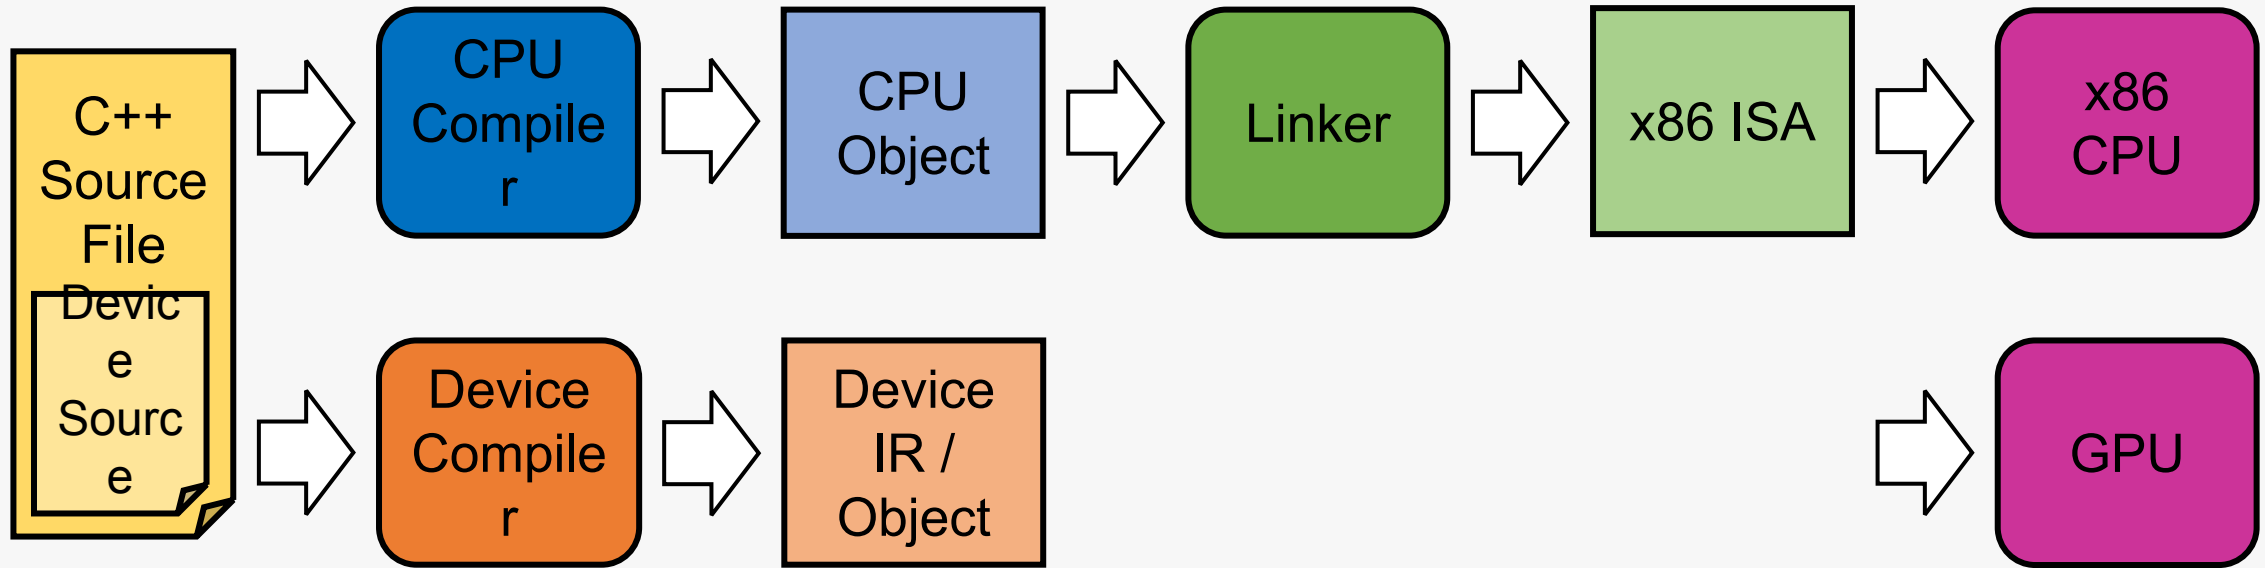 C++
Source
File
Devic
e
Sourc
e
CPU
Compile
r
CPU
Object
Linker
x86 ISA
x86
CPU
Device
Compile
r
Device
IR /
Object
GPU